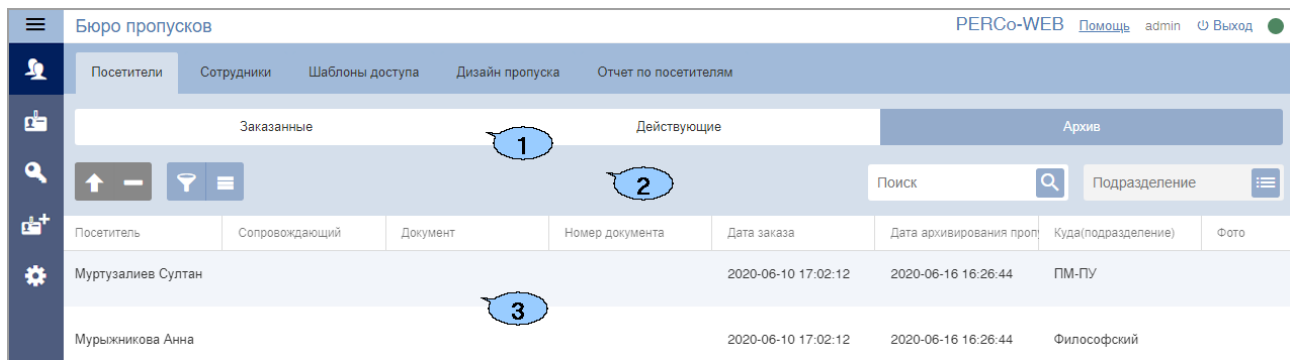 Бюро пропусков PERCo-WEB Помощь admin Выход
Посетители Сотрудники Шаблоны доступа Дизайн пропуска Отчет по посетителям
Заказанные Действующие Архив
1
2 Поиск Подразделение
Посетитель Сопровождающий Документ Номер документа Дата заказа Дата архивирования проп Куда(подразделение) Фото
Муртузалиев Султан 2020-06-10 17:02:12 2020-06-16 16:26:44 ПМ-ПУ
3
Мурыжникова Анна 2020-06-10 17:02:12 2020-06-16 16:26:44 Философский